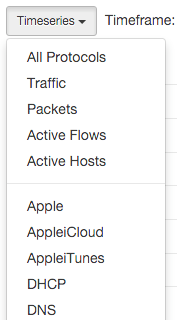 Timeseries Timeframe:
All Protocols
Traffic
Packets
Active Flows
Active Hosts
Apple
AppleiCloud
AppleiTunes
DHCP
DNS